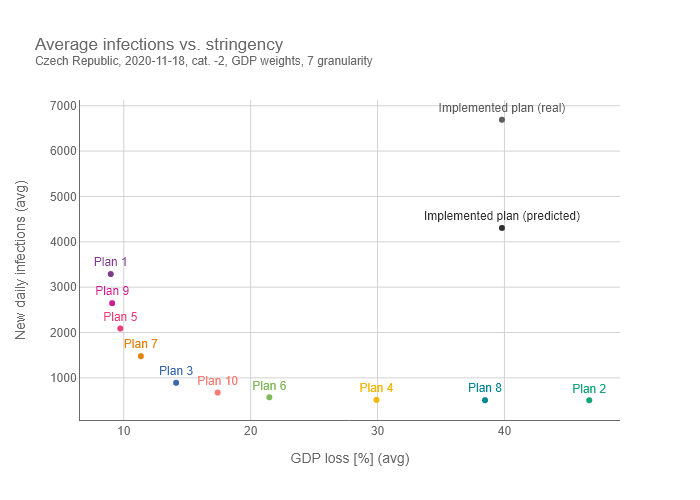 Average infections vs. stringency
Czech Republic, 2020-11-18, cat. -2, GDP weights, 7 granularity
7000
6000
5000
4000
3000
2000
1000
New daily infections (avg)
Implemented plan (real)
Implemented plan (predicted)
Plan 1
Plan 9
Plan 5
Plan 7
Plan 3
Plan 10
Plan 6
Plan 4
Plan 8
Plan 2
10
20
30
40
GDP loss [%] (avg)